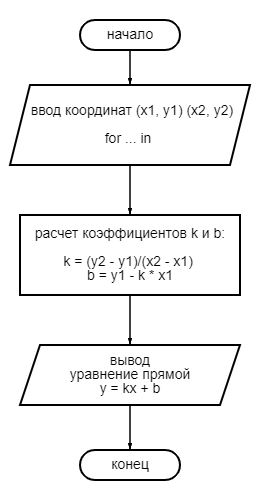 начало
ввод координат (x1, y1) (x2, y2)
for ... in
расчет коэффициентов k и b:
k = (y2 - y1)/(x2 - x1)
b = y1 - k * x1
вывод
уравнение прямой
y = kx + b
конец